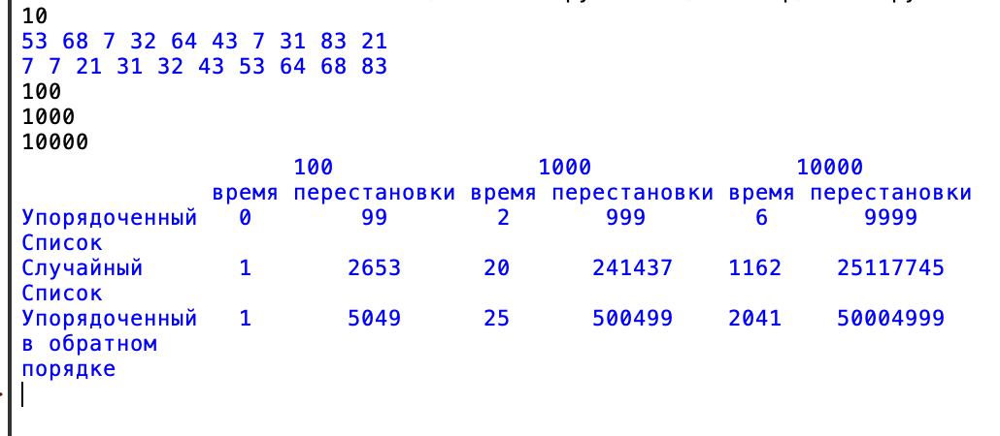 10
53 68 7 32 64 43 7 31 83 21
7 7 21 31 32 43 53 64 68 83
100
1000
10000
100 1000 10000
время перестановки время перестановки время перестановки
Упорядоченный 0 99 2 999 6 9999
Список
Случайный 1 2653 20 241437 1162 25117745
Список
Упорядоченный 1 5049 25 500499 2041 50004999
в обратном
порядке